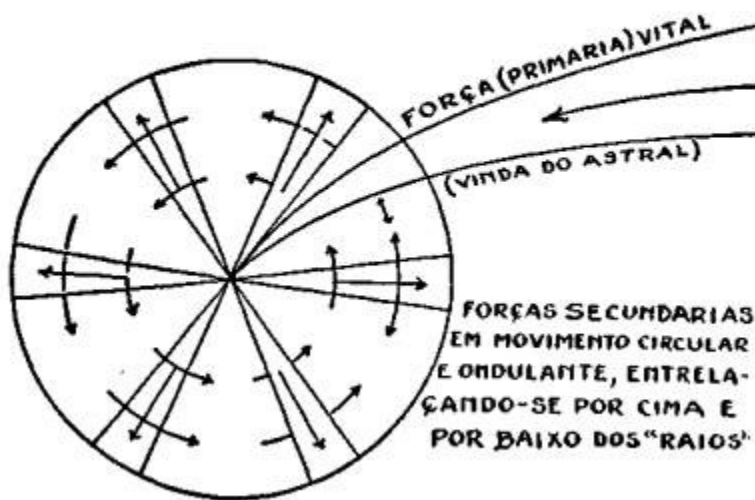 FORÇA (PRIMARIA) VITAL
(VINDA DO ASTRAL)
FORÇAS SECUNDARIAS
EM MOVIMENTO CIRCULAR
E ONDULANTE, ENTRELA-
ÇANDO-SE POR CIMA E
POR BAIXO DOS "RAIOS"